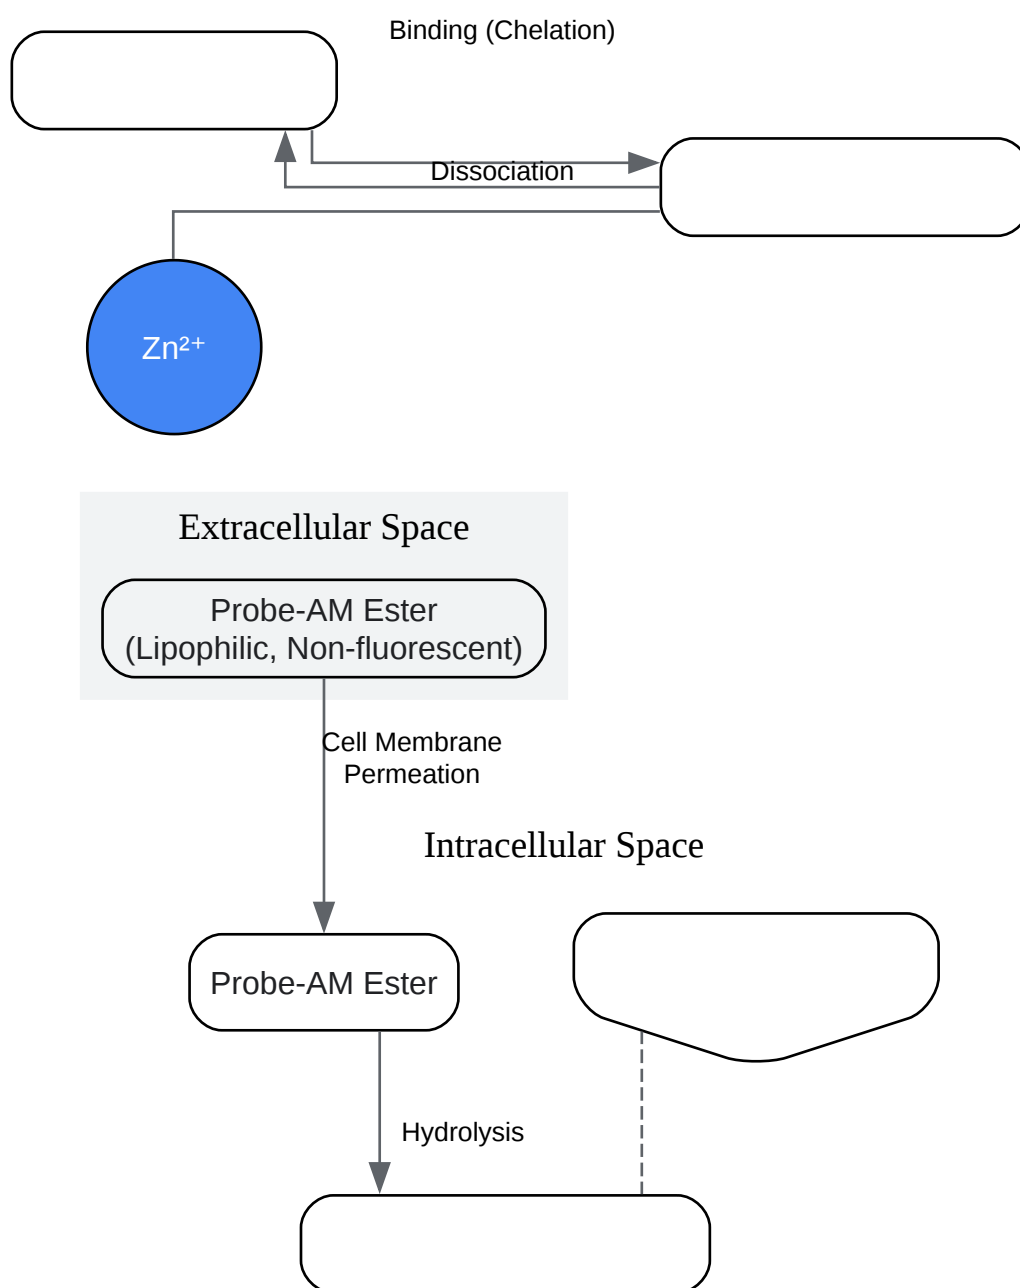 Binding (Chelation)
Dissociation
Zn²⁺
Extracellular Space
Probe-AM Ester
(Lipophilic, Non-fluorescent)
Cell Membrane
Permeation
Intracellular Space
Probe-AM Ester
Hydrolysis